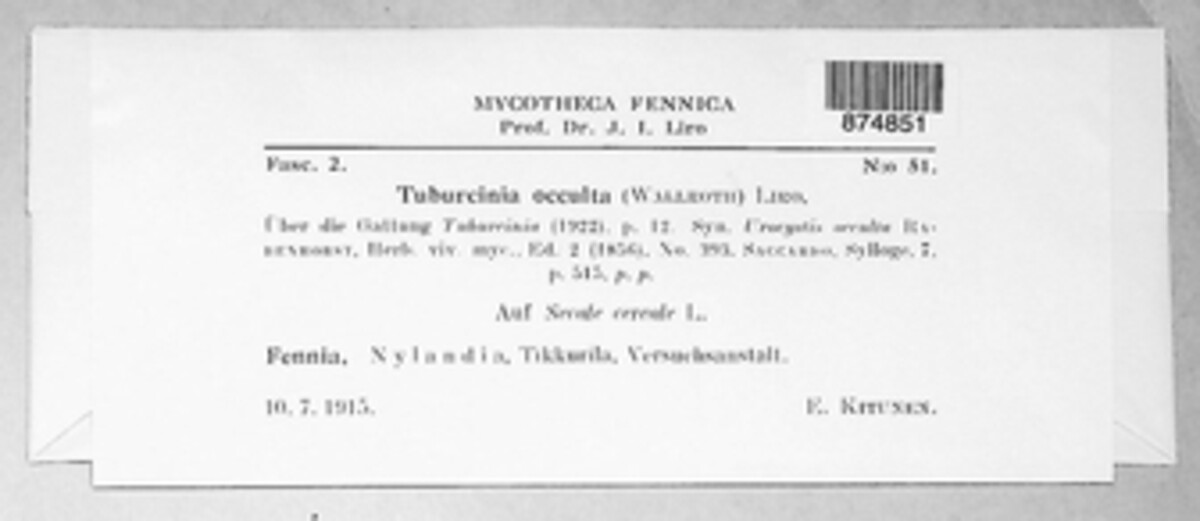 MYCOTHECA FENNICA
874851
Prof. Dr. J. I. Liro
Fasc. 2.
N:o 51.
Tuburcinia occulta (WALLROTH) LIRO.
Über die Gattung Tuburcinia (1922), p. 12. Syn. Urocystis occulta RA-
BENHORST, Herb. viv. myc., Ed. 2 (1856), No. 393. SACCARDO, Sylloge, 7,
p. 515, p. p.
Auf Secale cereale L.
Fennia, Nylandia, Tikkurila, Versuchsanstalt.
10. 7. 1915.
E. KITUNEN.